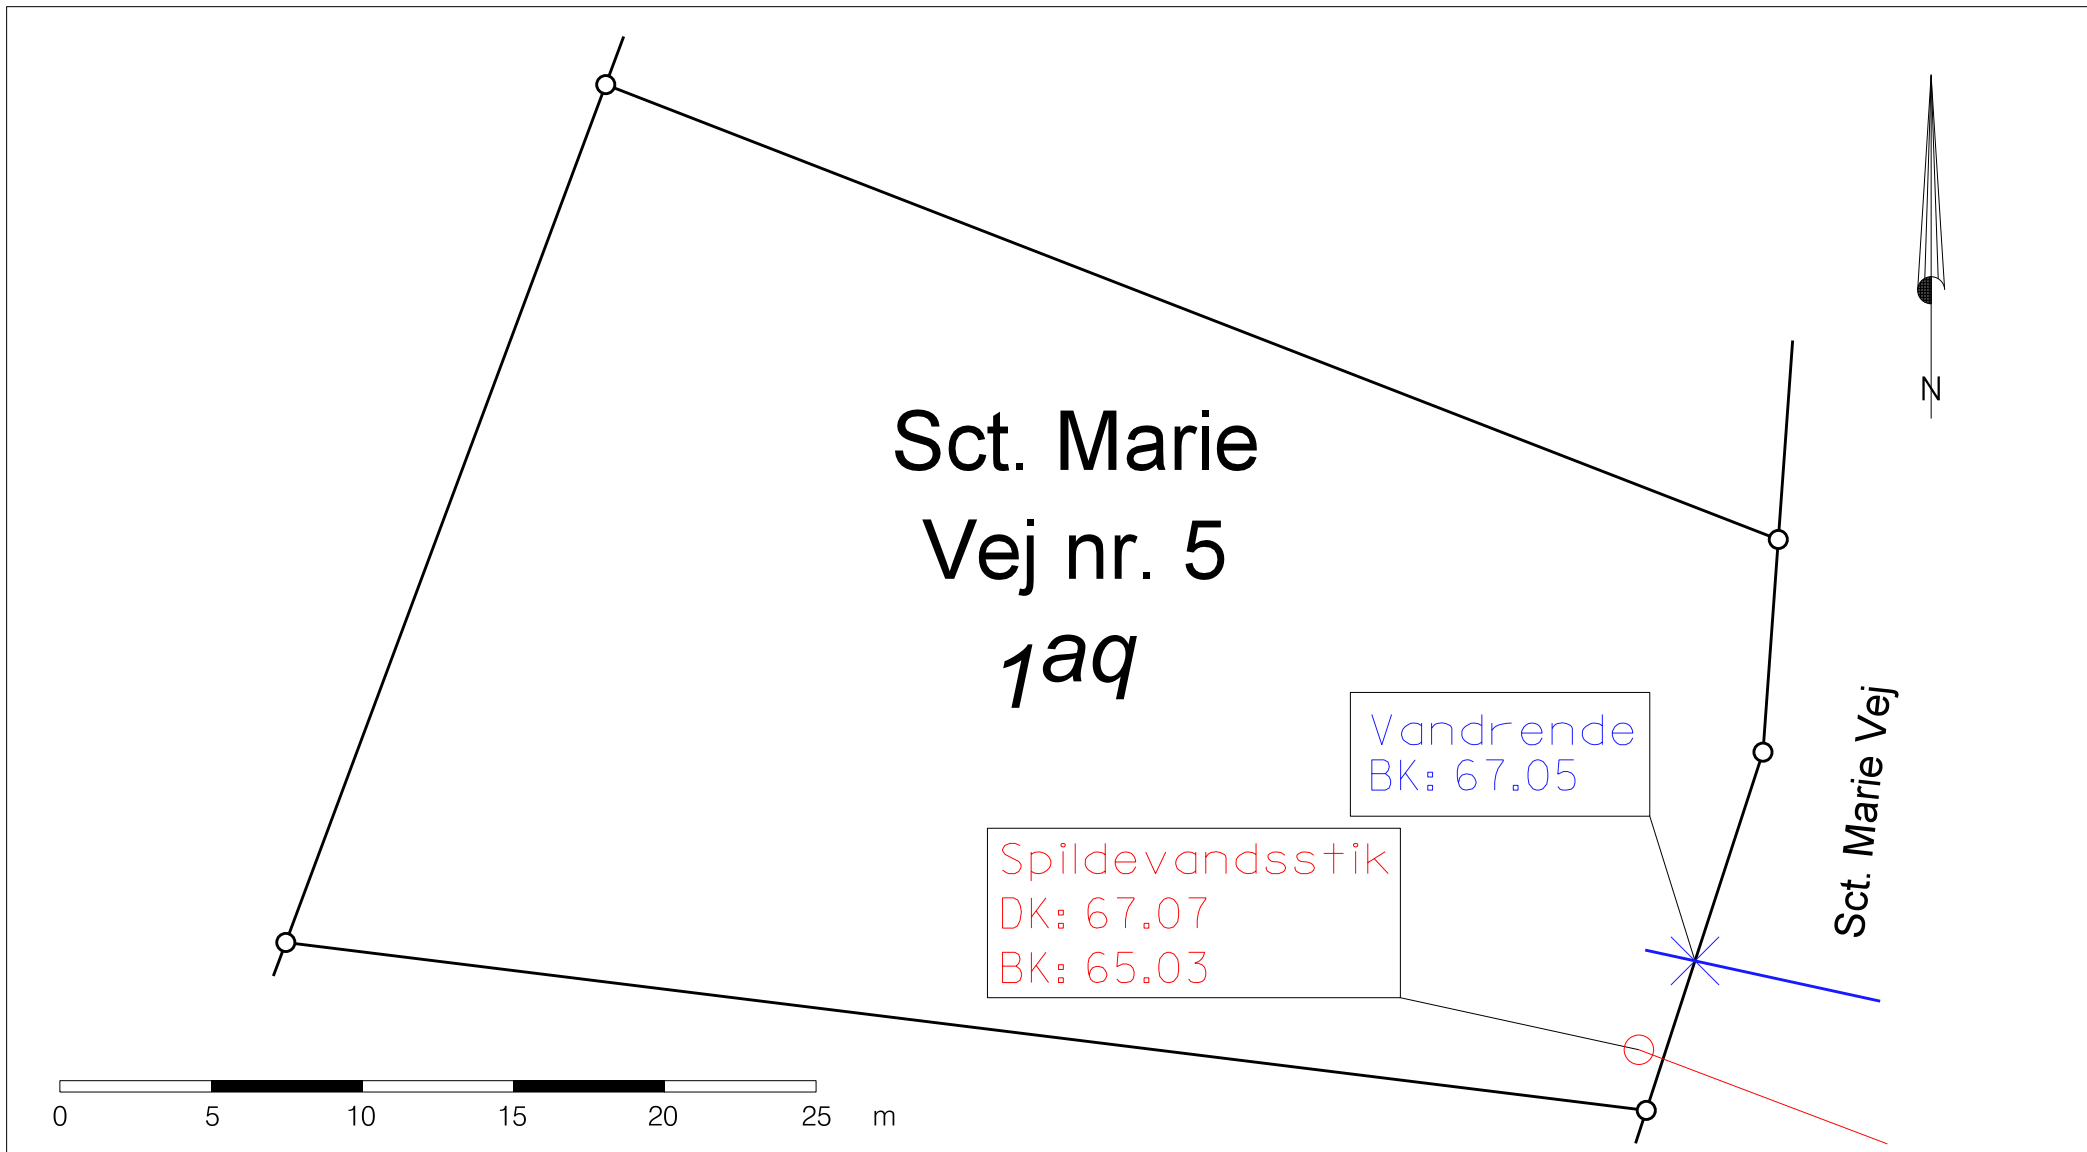 N
Sct. Marie
Vej nr. 5
1aq
Vandrende
BK: 67.05
Sct. Marie Vej
Spildevandsstik
DK: 67.07
BK: 65.03
0 5 10 15 20 25 m